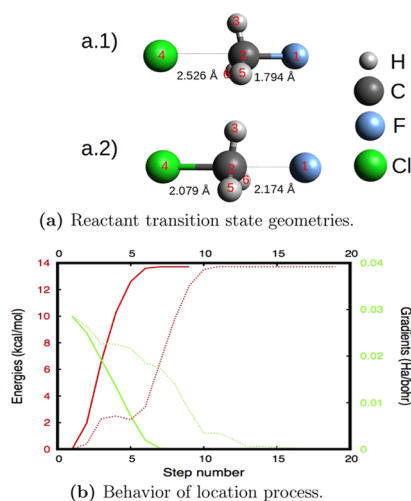 a.1)
3
4
2
1
6
5
2.526 Å
1.794 Å
H
C
F
Cl
a.2)
3
4
2
1
6
5
2.079 Å
2.174 Å
(a) Reactant transition state geometries.
0 5 10 15 20
14 0.04
12
10 0.03
8
6 0.02
4 0.01
2
0 0
0 5 10 15 20
Energies (kcal/mol)
Gradients (Ha/bohr)
Step number
(b) Behavior of location process.